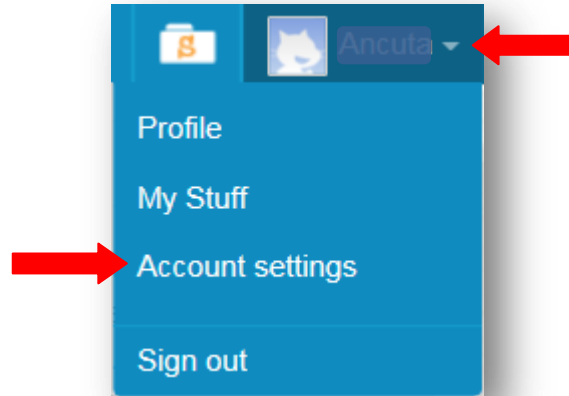 S
Ancuta
Profile
My Stuff
Account settings
Sign out